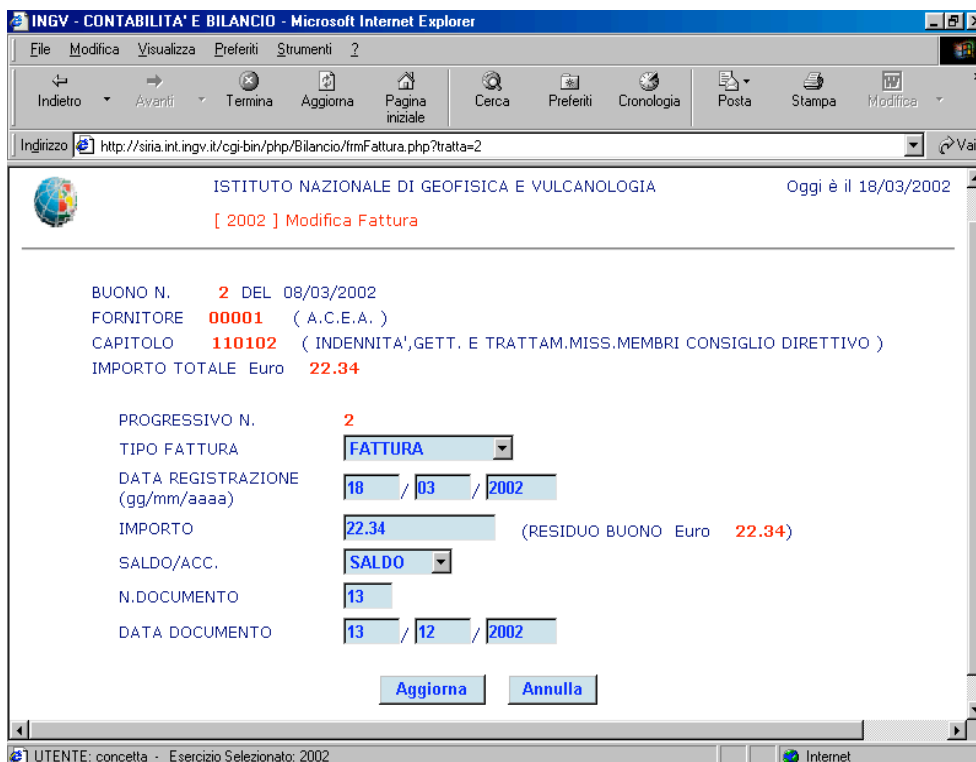 INGV - CONTABILITA' E BILANCIO - Microsoft Internet Explorer
File Modifica Visualizza Preferiti Strumenti ?
Indietro Avanti Termina Aggiorna Pagina iniziale Cerca Preferiti Cronologia Posta Stampa Modifica
Indirizzo http://siria.int.ingv.it/cgi-bin/php/Bilancio/frmFattura.php?tratta=2 Vai
ISTITUTO NAZIONALE DI GEOFISICA E VULCANOLOGIA Oggi è il 18/03/2002
[ 2002 ] Modifica Fattura
BUONO N. 2 DEL 08/03/2002
FORNITORE 00001 ( A.C.E.A. )
CAPITOLO 110102 ( INDENNITA',GETT. E TRATTAM.MISS.MEMBRI CONSIGLIO DIRETTIVO )
IMPORTO TOTALE Euro 22.34
PROGRESSIVO N. 2
TIPO FATTURA FATTURA
DATA REGISTRAZIONE
(gg/mm/aaaa) 18 / 03 / 2002
IMPORTO 22.34 (RESIDUO BUONO Euro 22.34)
SALDO/ACC. SALDO
N.DOCUMENTO 13
DATA DOCUMENTO 13 / 12 / 2002
Aggiorna Annulla
UTENTE: concetta - Esercizio Selezionato: 2002 Internet